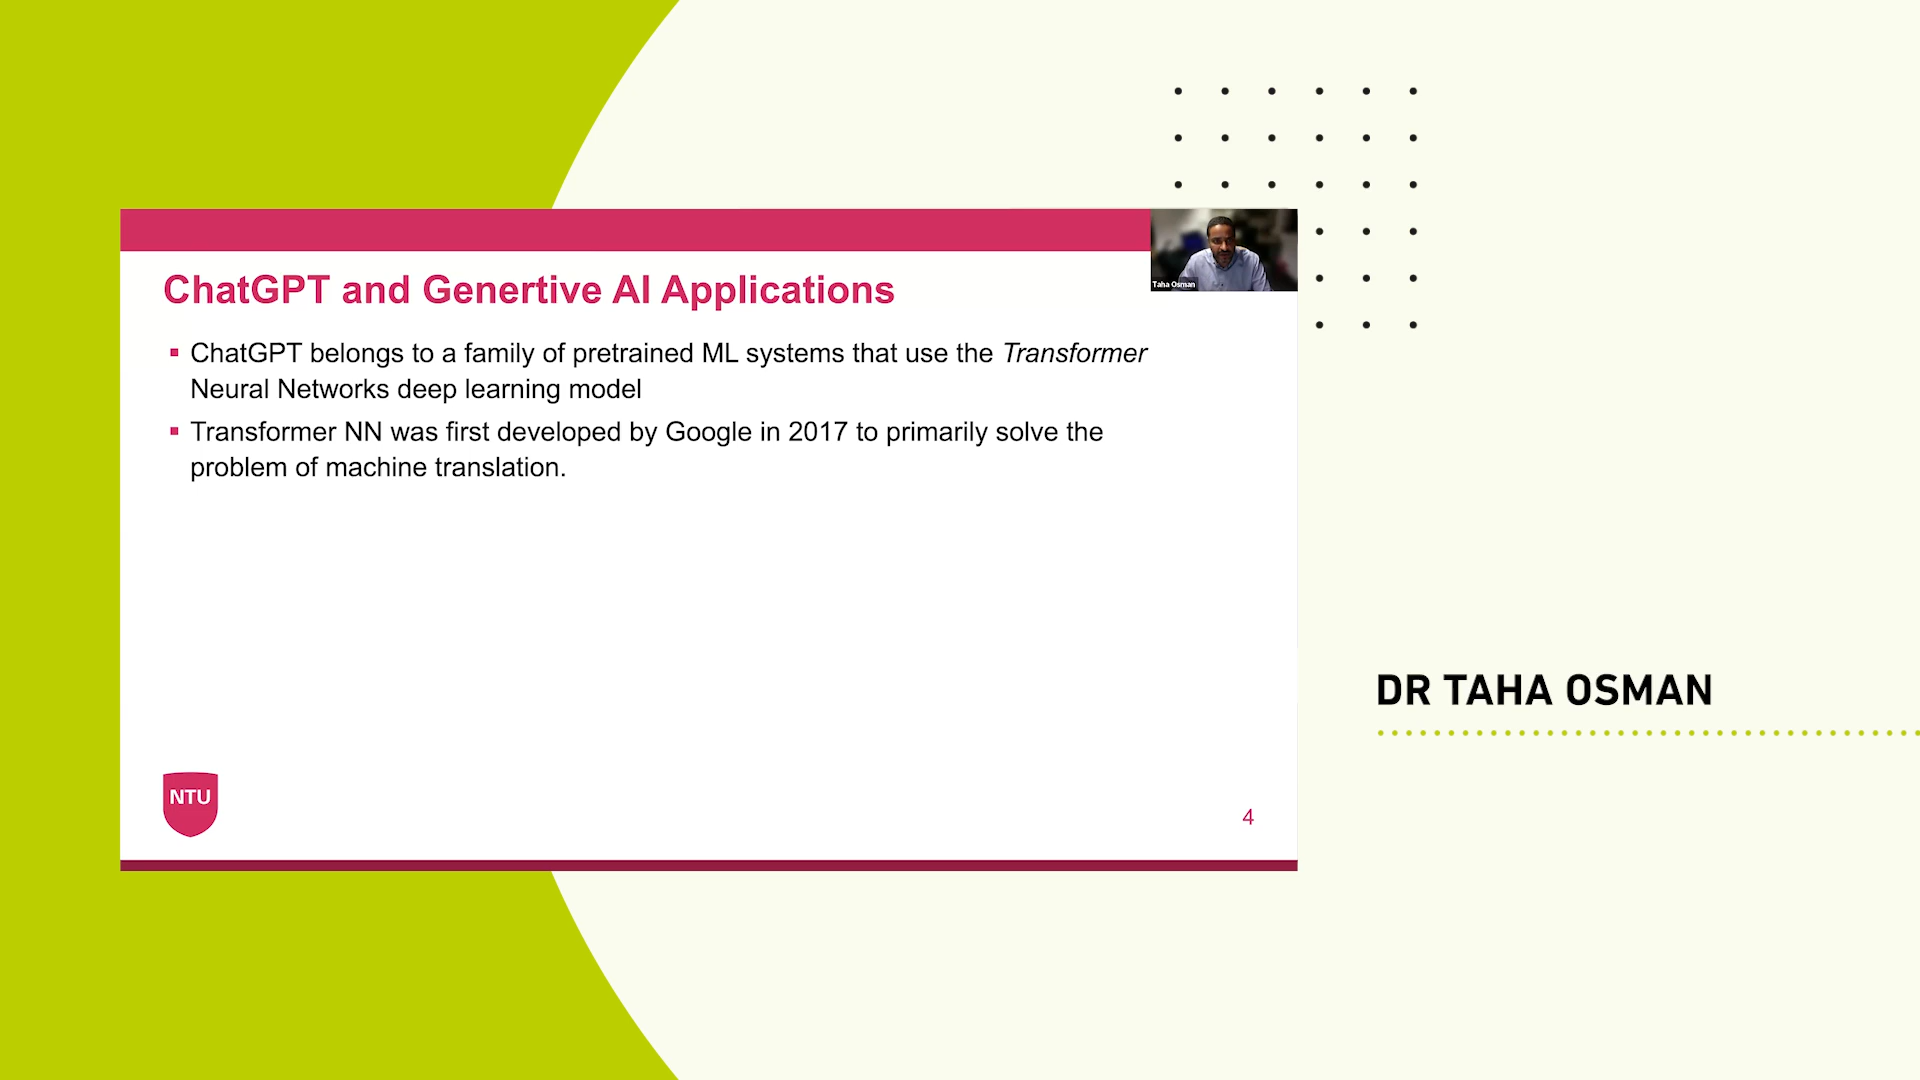 ChatGPT and Genertive AI Applications
Taha Osman
ChatGPT belongs to a family of pretrained ML systems that use the Transformer
Neural Networks deep learning model
Transformer NN was first developed by Google in 2017 to primarily solve the
problem of machine translation.
DR TAHA OSMAN
NTU
4